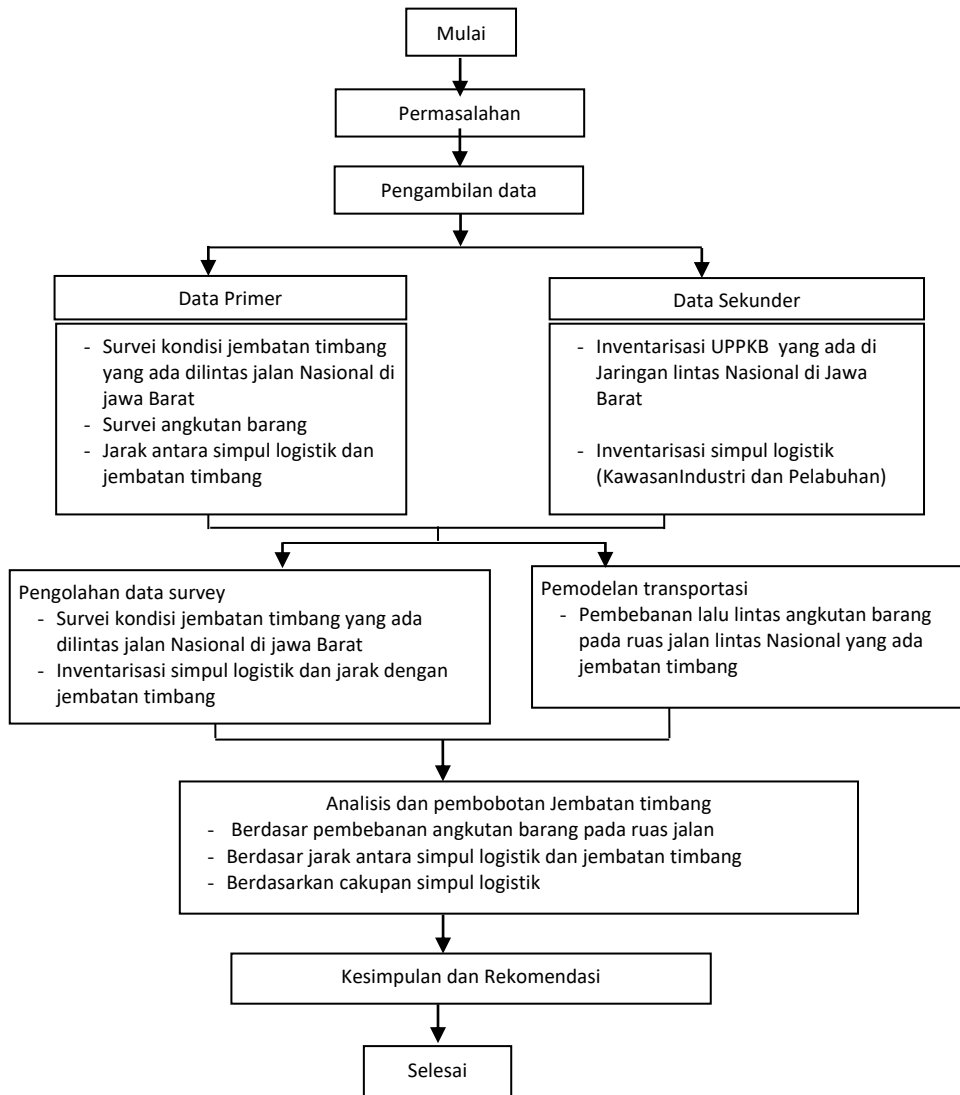 Mulai
Permasalahan
Pengambilan data
Data Primer
- Survei kondisi jembatan timbang
yang ada dilintas jalan Nasional di
jawa Barat
- Survei angkutan barang
- Jarak antara simpul logistik dan
jembatan timbang
Data Sekunder
- Inventarisasi UPPKB yang ada di
Jaringan lintas Nasional di Jawa
Barat
- Inventarisasi simpul logistik
(KawasanIndustri dan Pelabuhan)
Pengolahan data survey
- Survei kondisi jembatan timbang yang ada
dilintas jalan Nasional di jawa Barat
- Inventarisasi simpul logistik dan jarak dengan
jembatan timbang
Pemodelan transportasi
- Pembebanan lalu lintas angkutan barang
pada ruas jalan lintas Nasional yang ada
jembatan timbang
Analisis dan pembobotan Jembatan timbang
- Berdasar pembebanan angkutan barang pada ruas jalan
- Berdasar jarak antara simpul logistik dan jembatan timbang
- Berdasarkan cakupan simpul logistik
Kesimpulan dan Rekomendasi
Selesai